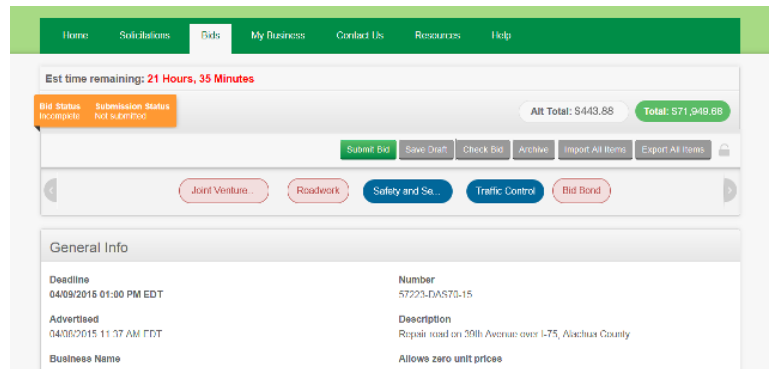 Home Solicitations Bids My Business Contact Us Resources Help
Est time remaining: 21 Hours, 35 Minutes
Bid Status Submission Status
Incomplete Not submitted
Alt Total: $443.88 Total: $71,949.68
Submit Bid Save Draft Check Bid Archive Import All Items Export All Items
Joint Venture... Roadwork Safety and Se... Traffic Control Bid Bond
General Info
Deadline Number
04/09/2015 01:00 PM EDT 57223-DAS70-15
Advertised Description
04/08/2015 11:37 AM EDT Repair road on 39th Avenue over I-75, Alachua County
Business Name Allows zero unit prices